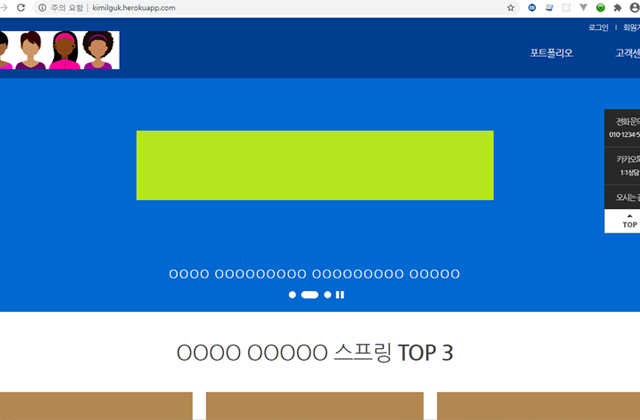 주의 요함 | kimilguk.herokuapp.com
로그인 | 회원가
포트폴리오 고객센
전화 문의
010-1234-5
카카오톡
1:1상담
오시는 길
TOP
OOOO OOOOOOOOO OOOOOOOOO OOOOO
OOOO OOOOO 스프링 TOP 3